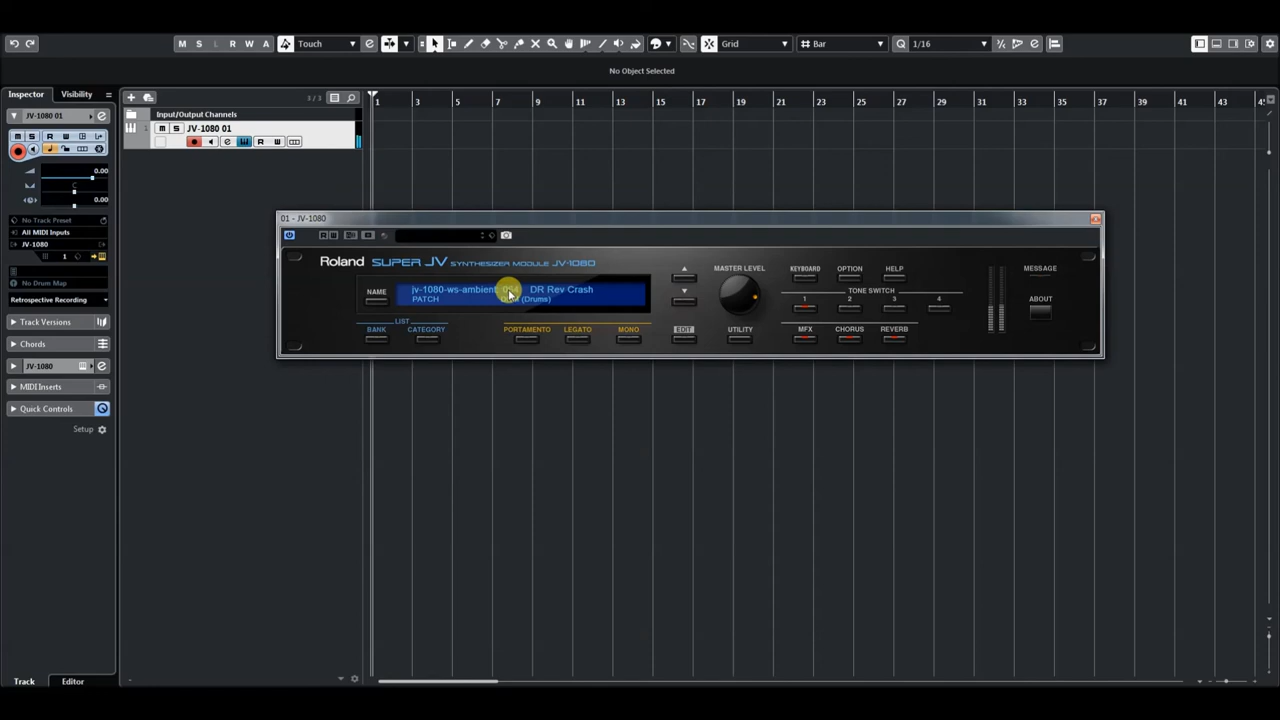 M S L R W A Touch Grid Bar Q 1/16
No Object Selected
Inspector Visibility
3 / 3
1 3 5 7 9 11 13 15 17 19 21 23 25 27 29 31 33 35 37 39 41 43
JV-1080 01
Input/Output Channels
1 M S JV-1080 01
R W
M S R W
0.00
C
0.00
No Track Preset
All MIDI Inputs
JV-1080
1
No Drum Map
Retrospective Recording
Track Versions
Chords
JV-1080
MIDI Inserts
Quick Controls
Setup
01 - JV-1080
R W
Roland SUPER JV SYNTHESIZER MODULE JV-1080
NAME
jv-1080-ws-ambient DR Rev Crash
PATCH (Drums)
LIST
BANK CATEGORY PORTAMENTO LEGATO MONO EDIT
MASTER LEVEL
UTILITY
KEYBOARD OPTION HELP
TONE SWITCH
1 2 3 4
MFX CHORUS REVERB
MESSAGE
ABOUT
Track Editor